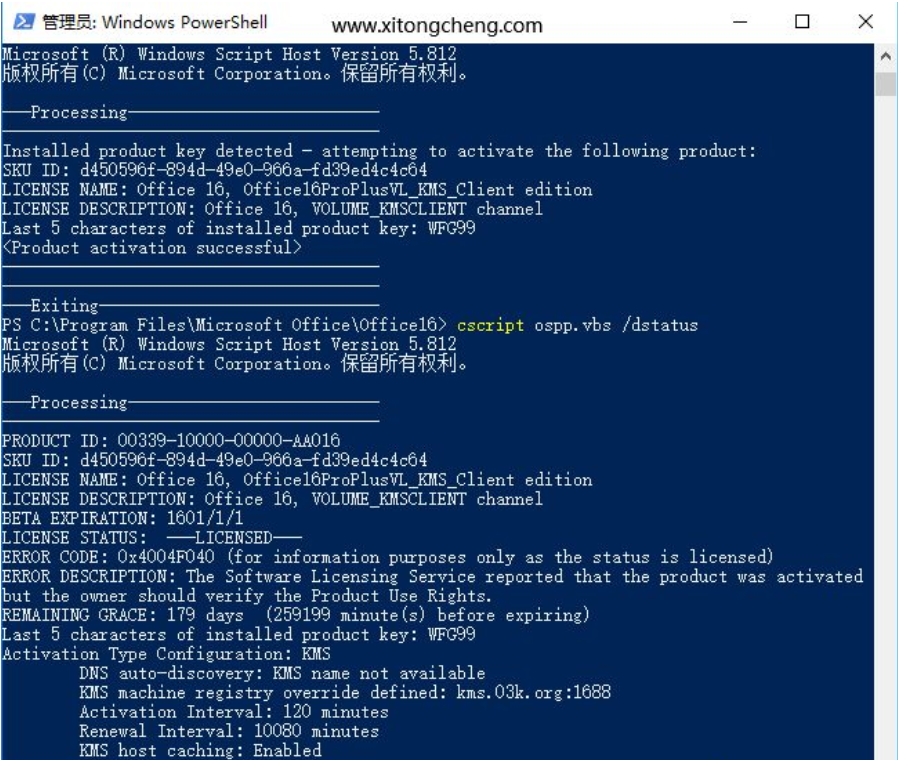 管理员: Windows PowerShell www.xitongcheng.com
Microsoft (R) Windows Script Host Version 5.812
版权所有(C) Microsoft Corporation。保留所有权利。
---Processing--------------------------
---------------------------------------
Installed product key detected - attempting to activate the following product:
SKU ID: d450596f-894d-49e0-966a-fd39ed4c4c64
LICENSE NAME: Office 16, Office16ProPlusVL_KMS_Client edition
LICENSE DESCRIPTION: Office 16, VOLUME_KMSCLIENT channel
Last 5 characters of installed product key: WFG99
<Product activation successful>
---------------------------------------
---------------------------------------
---Exiting-----------------------------
PS C:\Program Files\Microsoft Office\Office16> cscript ospp.vbs /dstatus
Microsoft (R) Windows Script Host Version 5.812
版权所有(C) Microsoft Corporation。保留所有权利。
---Processing--------------------------
---------------------------------------
PRODUCT ID: 00339-10000-00000-AA016
SKU ID: d450596f-894d-49e0-966a-fd39ed4c4c64
LICENSE NAME: Office 16, Office16ProPlusVL_KMS_Client edition
LICENSE DESCRIPTION: Office 16, VOLUME_KMSCLIENT channel
BETA EXPIRATION: 1601/1/1
LICENSE STATUS:  ---LICENSED---
ERROR CODE: 0x4004F040 (for information purposes only as the status is licensed)
ERROR DESCRIPTION: The Software Licensing Service reported that the product was activated
but the owner should verify the Product Use Rights.
REMAINING GRACE: 179 days  (259199 minute(s) before expiring)
Last 5 characters of installed product key: WFG99
Activation Type Configuration: KMS
DNS auto-discovery: KMS name not available
KMS machine registry override defined: kms.03k.org:1688
Activation Interval: 120 minutes
Renewal Interval: 10080 minutes
KMS host caching: Enabled